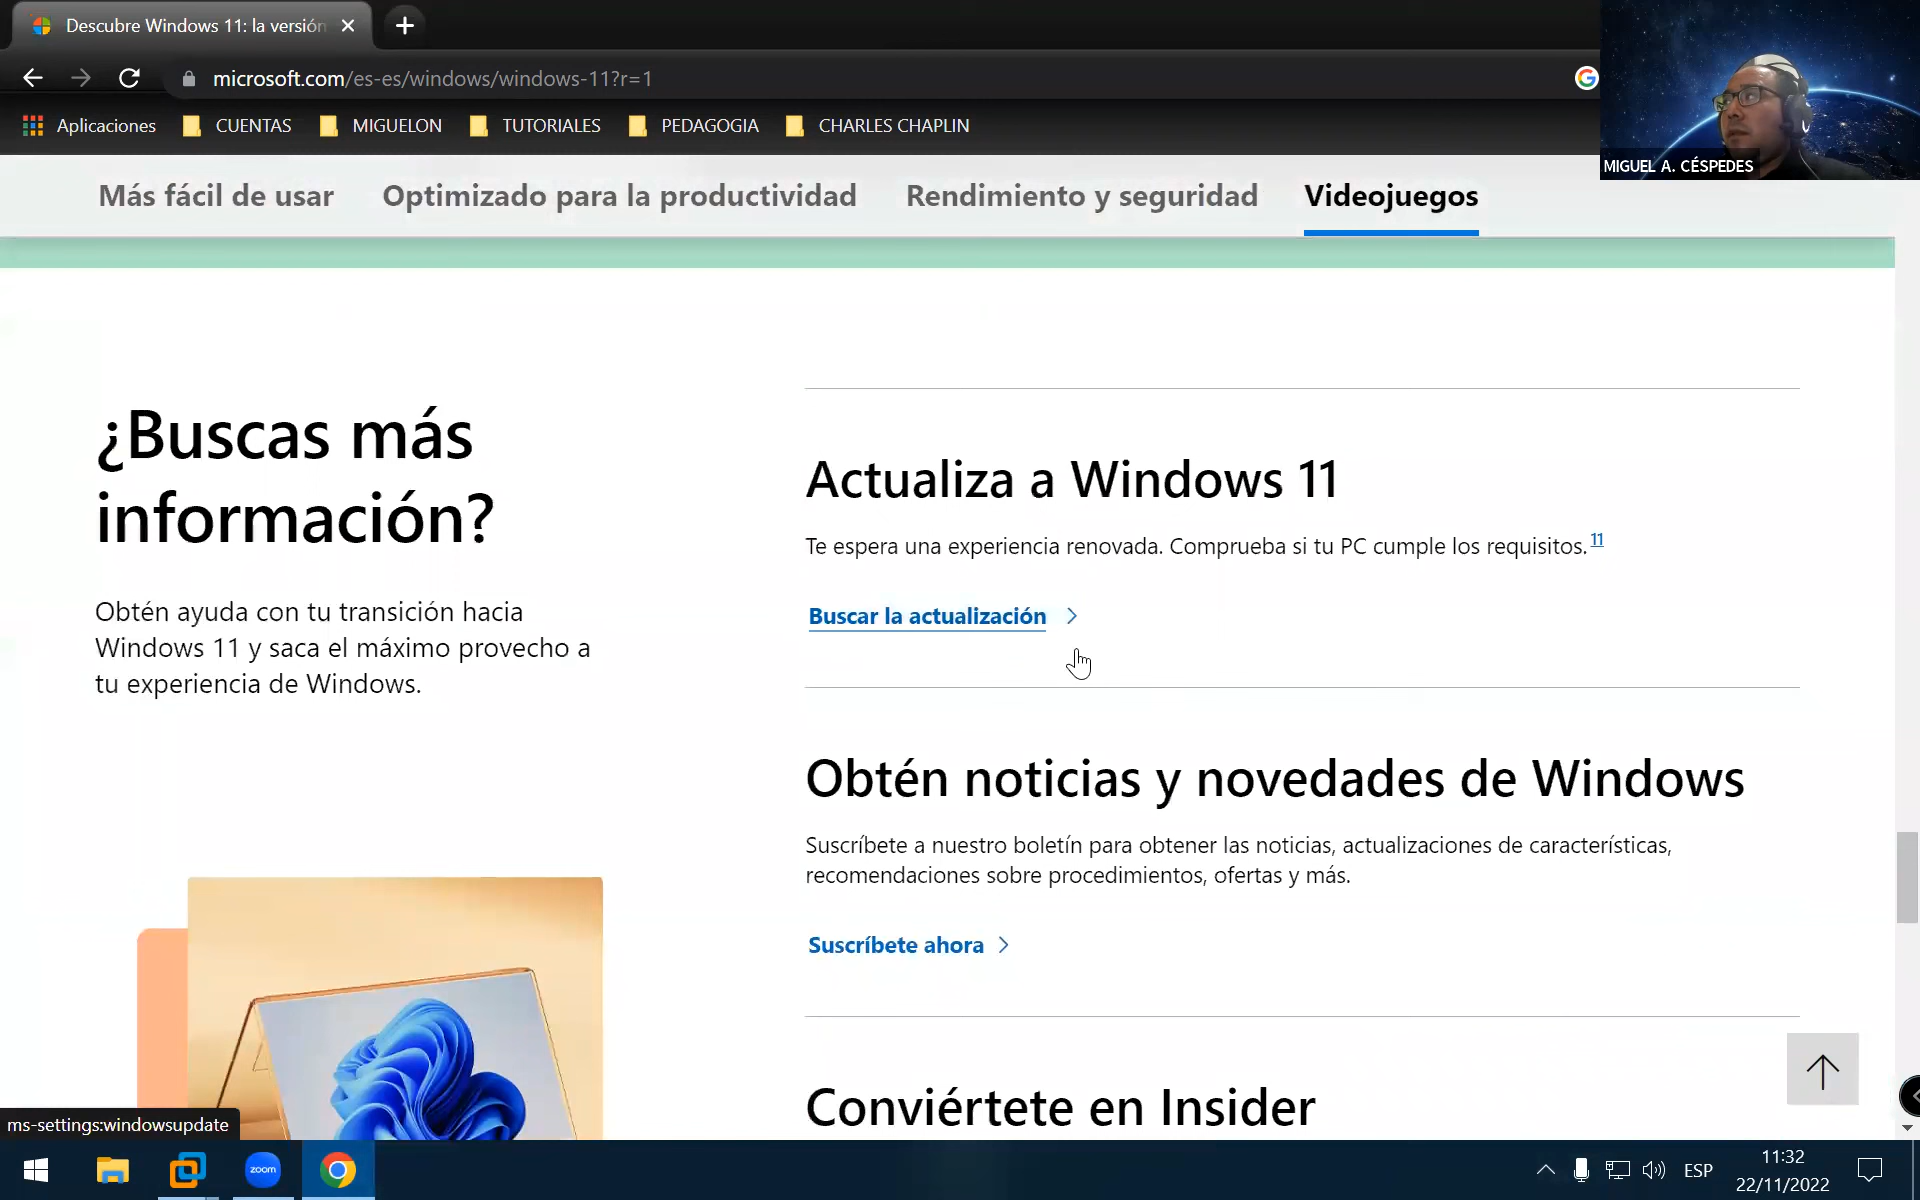 Descubre Windows 11: la versión
microsoft.com/es-es/windows/windows-11?r=1
Aplicaciones
CUENTAS
MIGUELON
TUTORIALES
PEDAGOGIA
CHARLES CHAPLIN
MIGUEL A. CÉSPEDES
Más fácil de usar
Optimizado para la productividad
Rendimiento y seguridad
Videojuegos
¿Buscas más
información?
Obtén ayuda con tu transición hacia
Windows 11 y saca el máximo provecho a
tu experiencia de Windows.
Actualiza a Windows 11
Te espera una experiencia renovada. Comprueba si tu PC cumple los requisitos. 11
Buscar la actualización
Obtén noticias y novedades de Windows
Suscríbete a nuestro boletín para obtener las noticias, actualizaciones de características,
recomendaciones sobre procedimientos, ofertas y más.
Suscríbete ahora
Conviértete en Insider
ms-settings:windowsupdate
zoom
ESP
11:32
22/11/2022